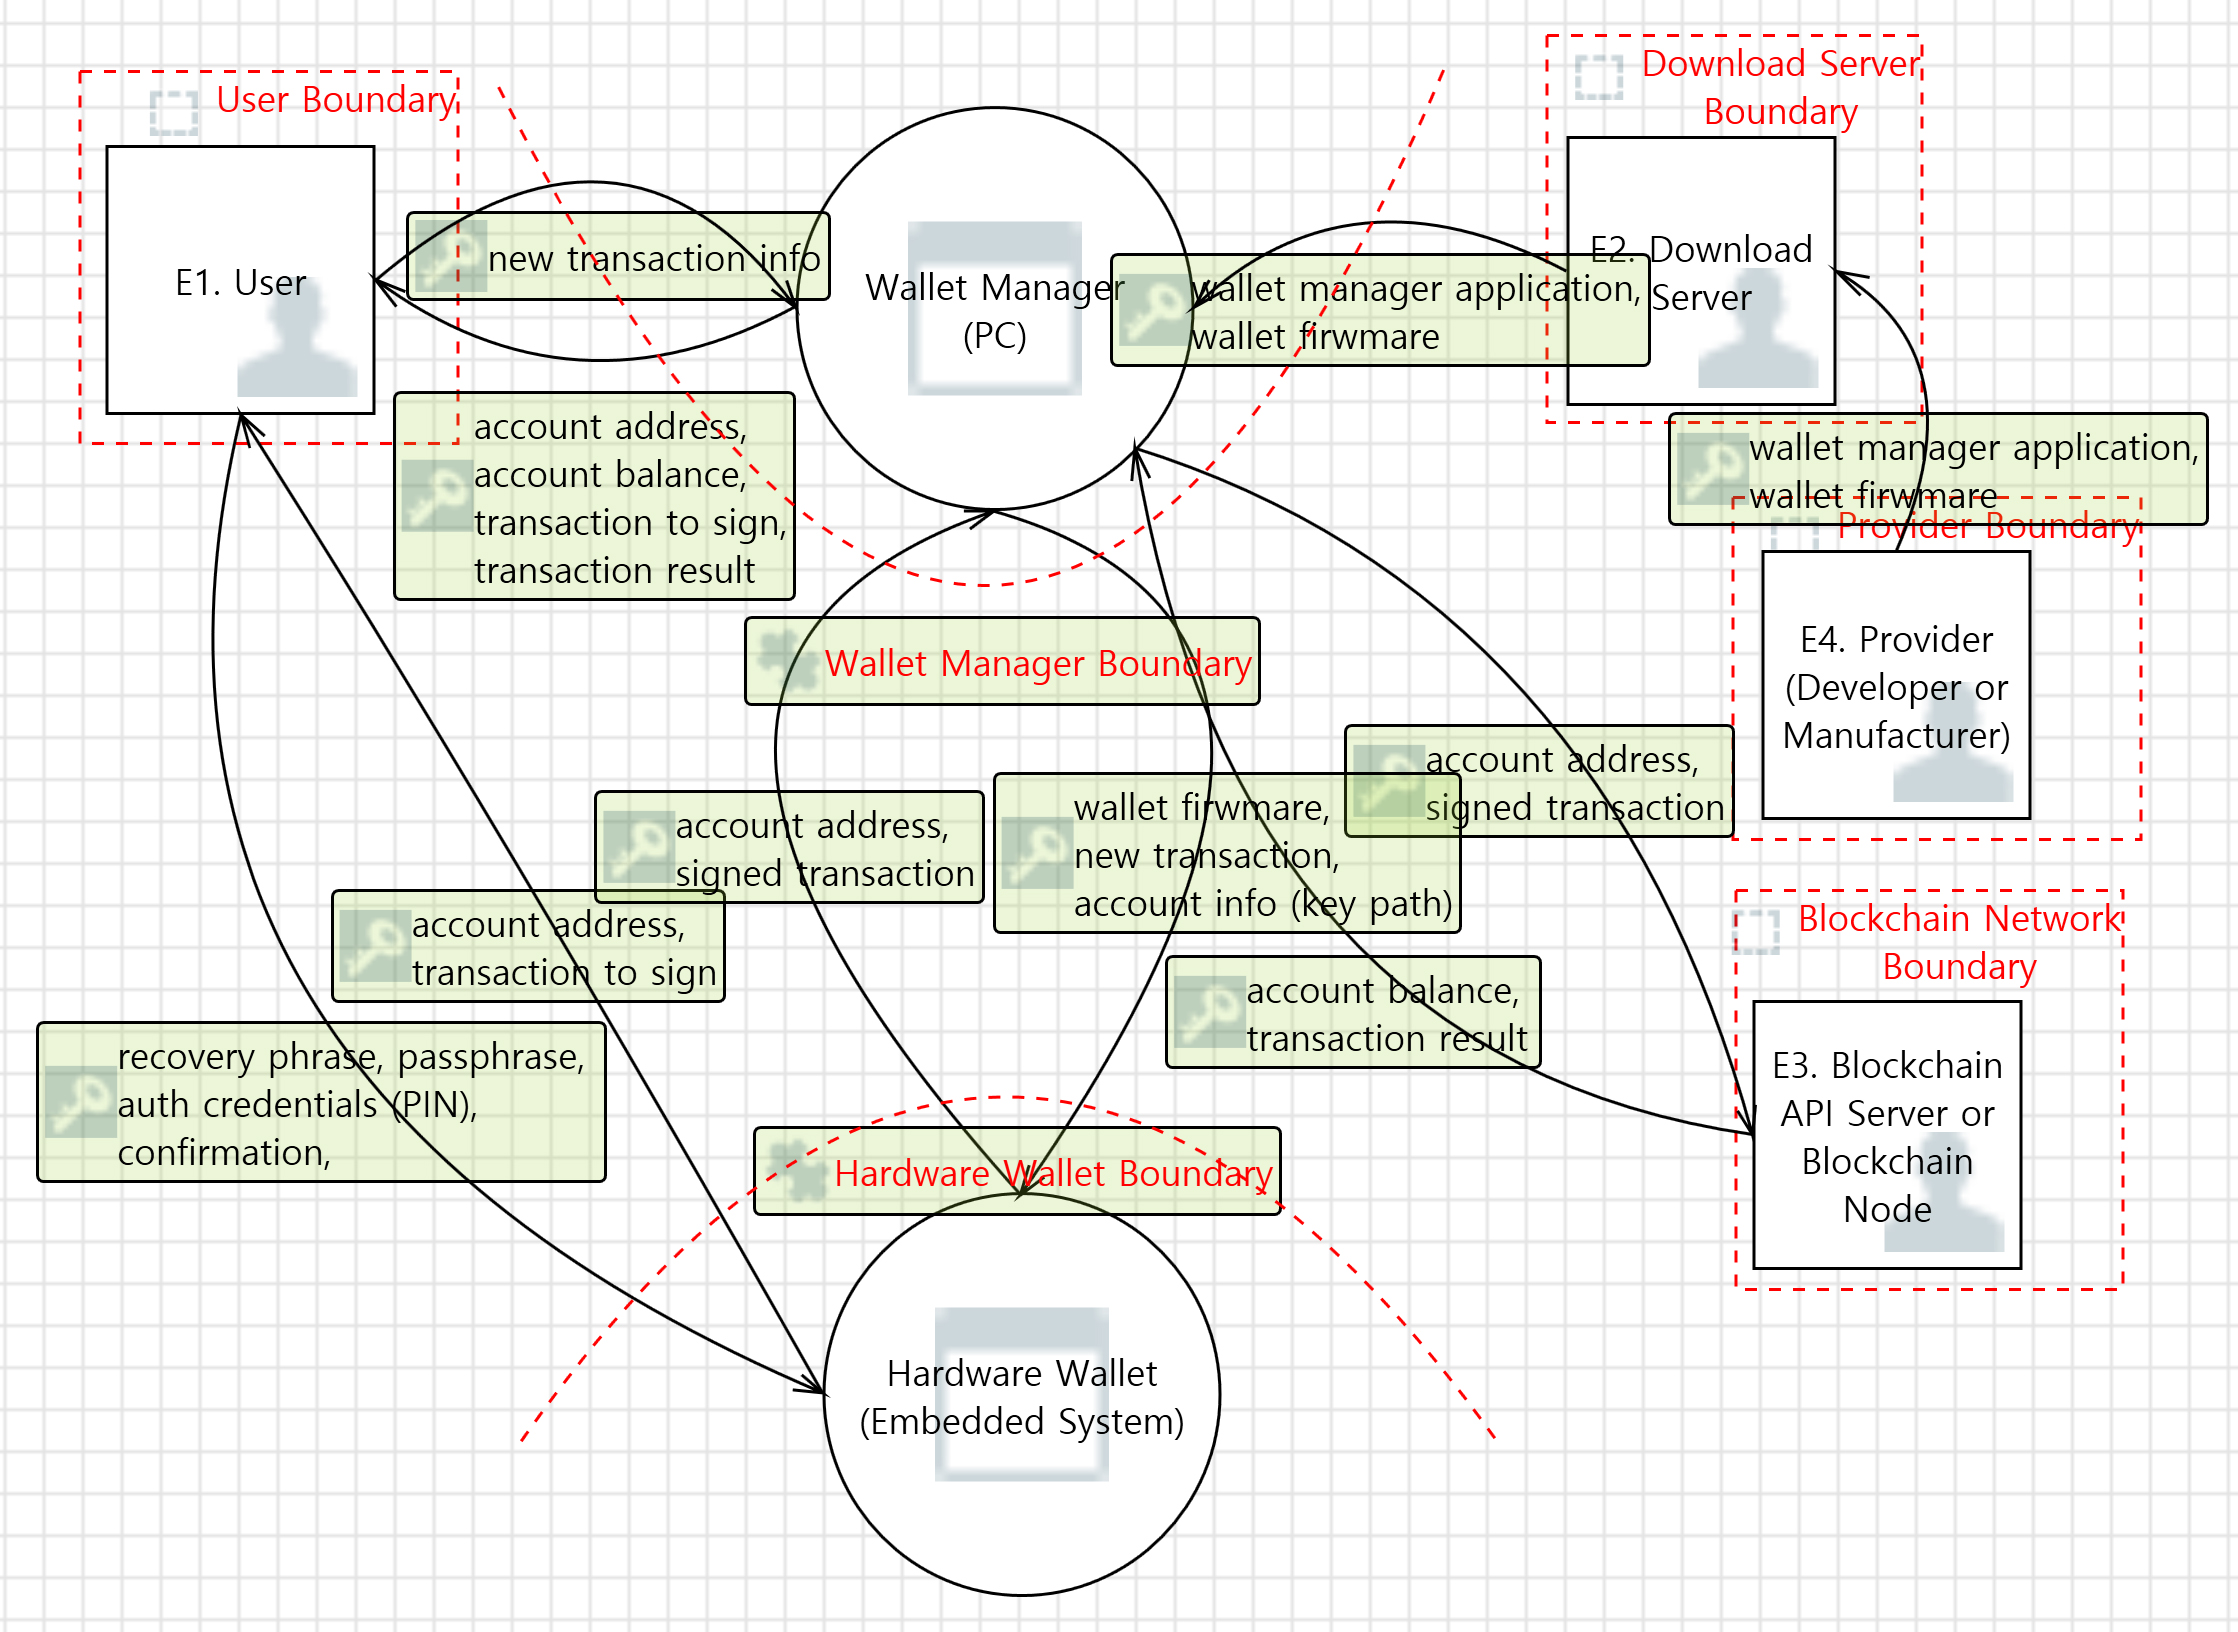 User Boundary
Download Server
Boundary
E1. User
new transaction info
Wallet Manager
(PC)
wallet manager application,
wallet firwmare
E2. Download
Server
account address,
account balance,
transaction to sign,
transaction result
wallet manager application,
wallet firwmare
Provider Boundary
E4. Provider
(Developer or
Manufacturer)
Wallet Manager Boundary
account address,
signed transaction
account address,
signed transaction
wallet firwmare,
new transaction,
account info (key path)
account address,
transaction to sign
account balance,
transaction result
Blockchain Network
Boundary
recovery phrase, passphrase,
auth credentials (PIN),
confirmation,
E3. Blockchain
API Server or
Blockchain
Node
Hardware Wallet Boundary
Hardware Wallet
(Embedded System)